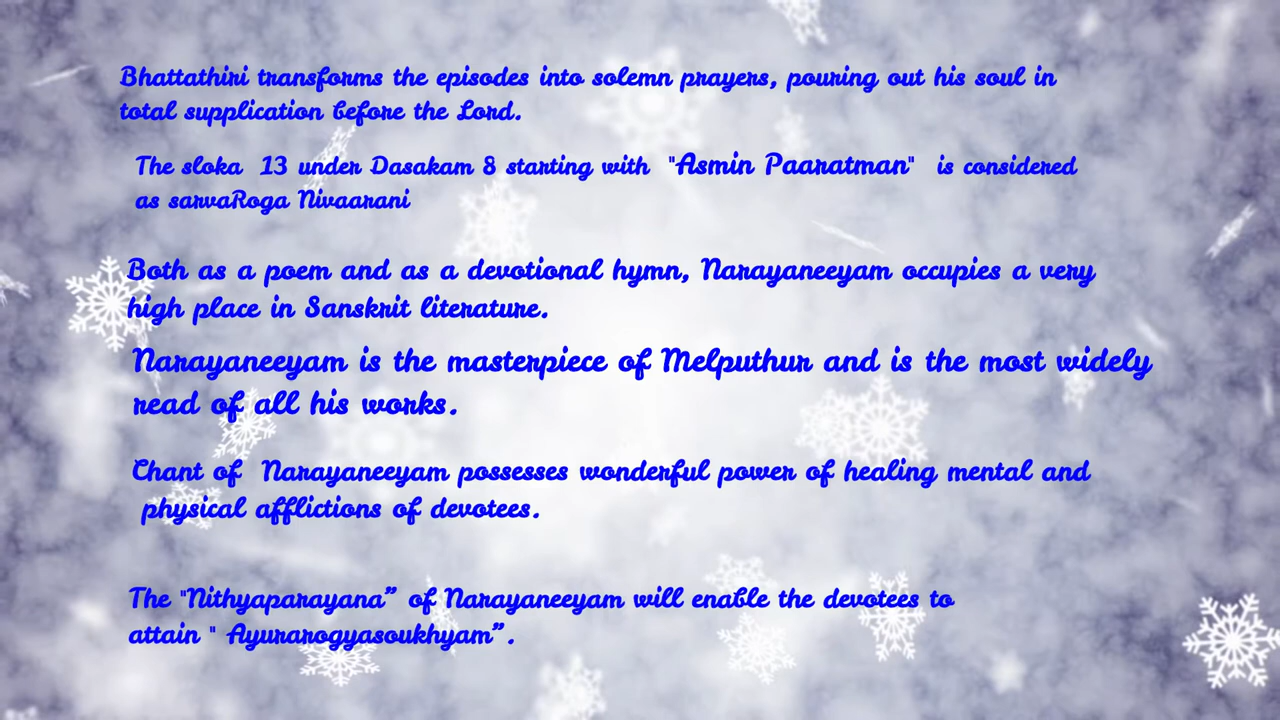 Bhattathiri transforms the episodes into solemn prayers, pouring out his soul in
total supplication before the Lord.
The sloka 13 under Dasakam 8 starting with "Asmin Paaratman" is considered
as sarvaRoga Nivaarani
Both as a poem and as a devotional hymn, Narayaneeyam occupies a very
high place in Sanskrit literature.
Narayaneeyam is the masterpiece of Melputhur and is the most widely
read of all his works.
Chant of Narayaneeyam possesses wonderful power of healing mental and
physical afflictions of devotees.
The "Nithyaparayana” of Narayaneeyam will enable the devotees to
attain " Ayurarogyasoukhyam”.